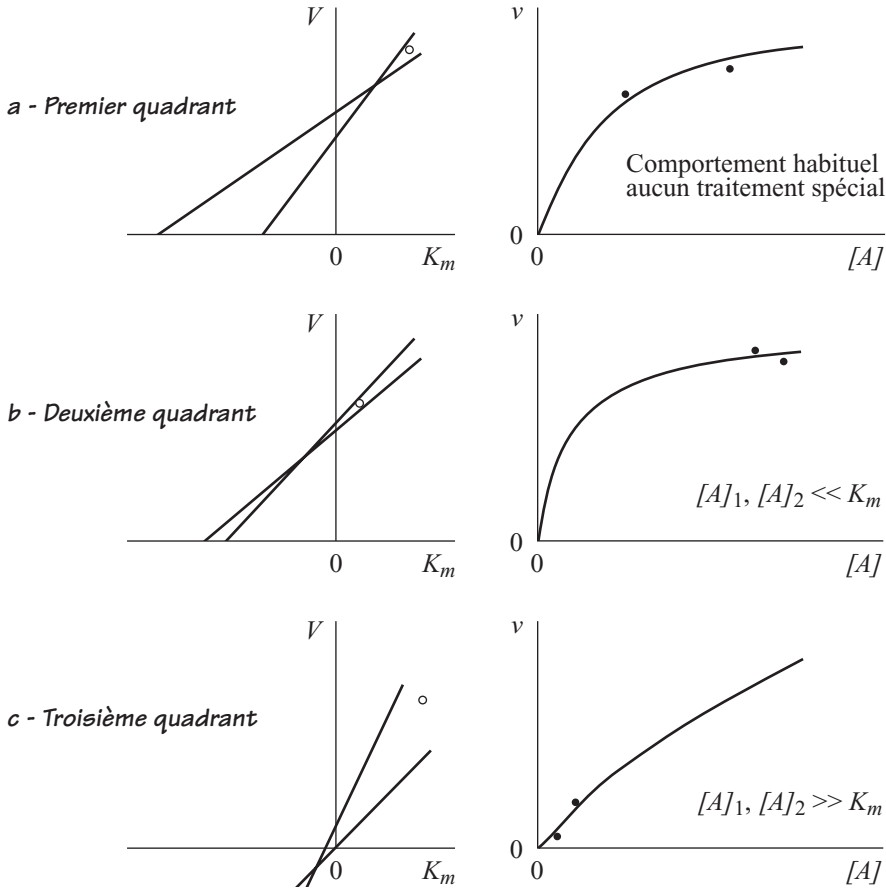 V
v
a - Premier quadrant
Comportement habituel
aucun traitement spécial
0
0 K_m
0 [A]
V
v
b - Deuxième quadrant
[A]_1, [A]_2 << K_m
0
0 K_m
0 [A]
V
v
c - Troisième quadrant
[A]_1, [A]_2 >> K_m
0
0 K_m
0 [A]